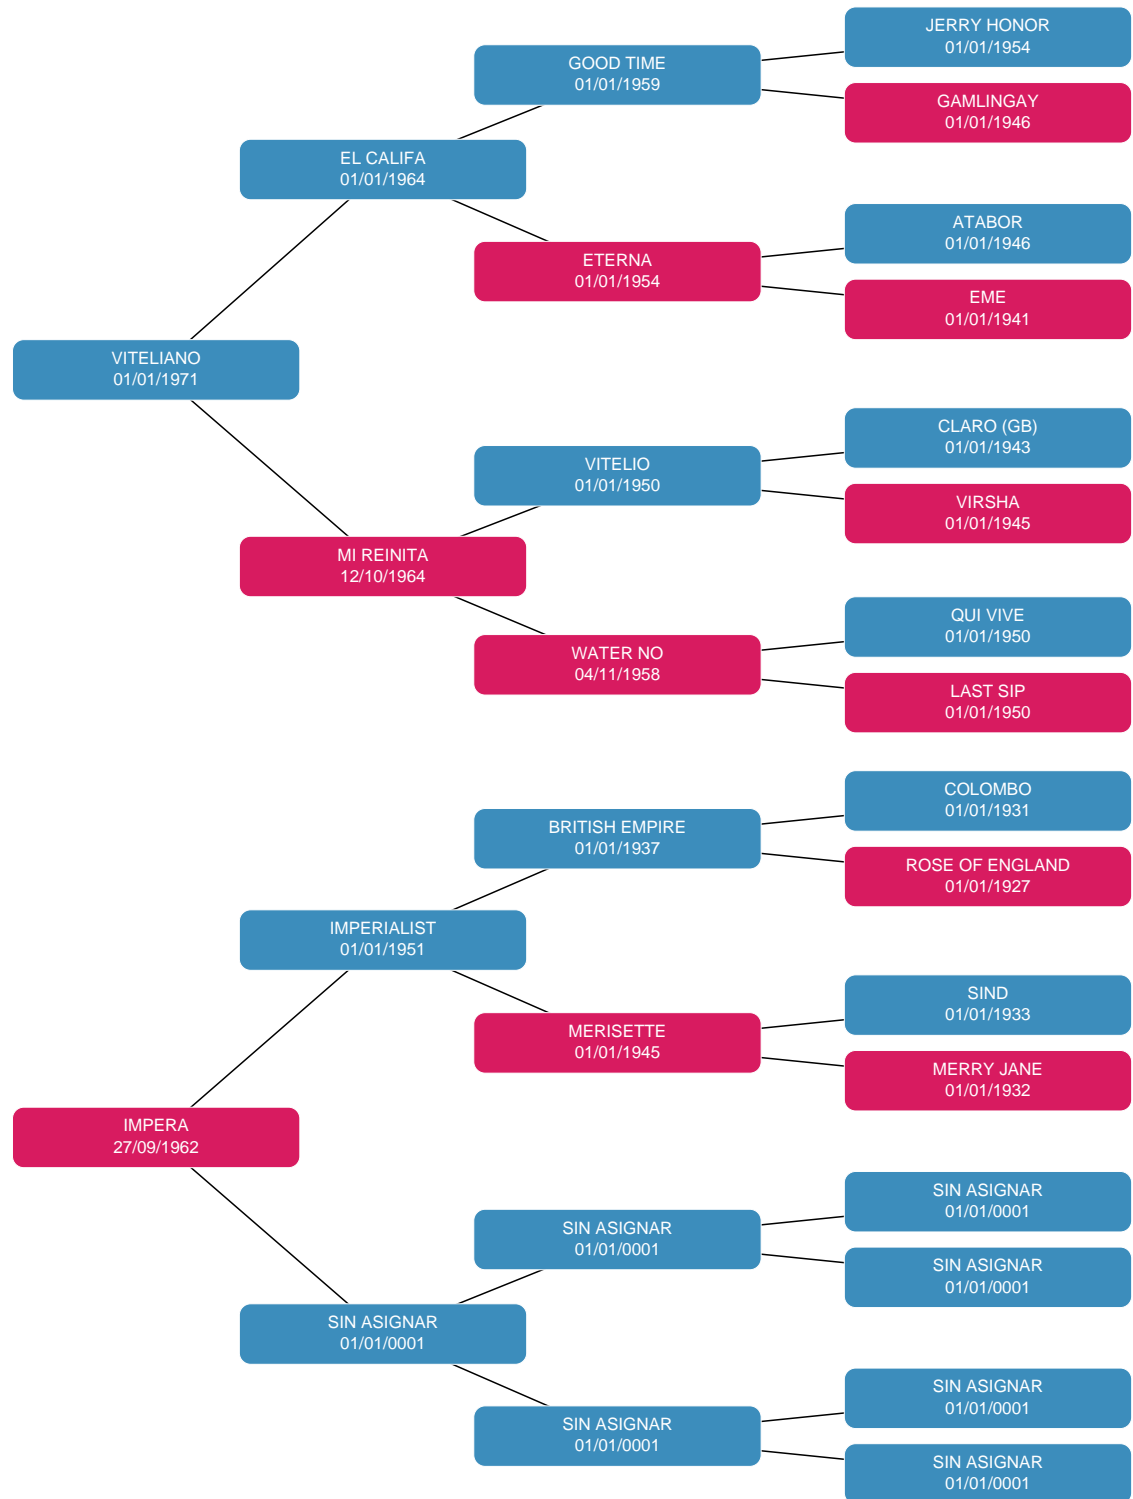 JERRY HONOR
01/01/1954
GOOD TIME
01/01/1959
GAMLINGAY
01/01/1946
EL CALIFA
01/01/1964
ATABOR
01/01/1946
ETERNA
01/01/1954
EME
01/01/1941
VITELIANO
01/01/1971
CLARO (GB)
01/01/1943
VITELIO
01/01/1950
VIRSHA
01/01/1945
MI REINITA
12/10/1964
QUI VIVE
01/01/1950
WATER NO
04/11/1958
LAST SIP
01/01/1950
COLOMBO
01/01/1931
BRITISH EMPIRE
01/01/1937
ROSE OF ENGLAND
01/01/1927
IMPERIALIST
01/01/1951
SIND
01/01/1933
MERISETTE
01/01/1945
MERRY JANE
01/01/1932
IMPERA
27/09/1962
SIN ASIGNAR
01/01/0001
SIN ASIGNAR
01/01/0001
SIN ASIGNAR
01/01/0001
SIN ASIGNAR
01/01/0001
SIN ASIGNAR
01/01/0001
SIN ASIGNAR
01/01/0001
SIN ASIGNAR
01/01/0001